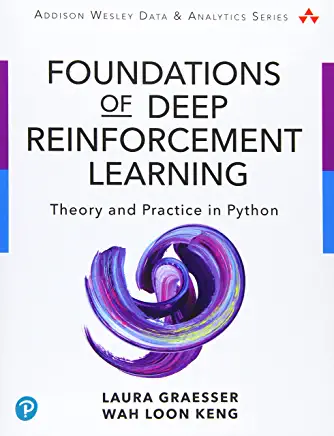 ADDISON WESLEY DATA & ANALYTICS SERIES
FOUNDATIONS
OF DEEP
REINFORCEMENT
LEARNING
Theory and Practice in Python
LAURA GRAESSER
WAH LOON KENG
P